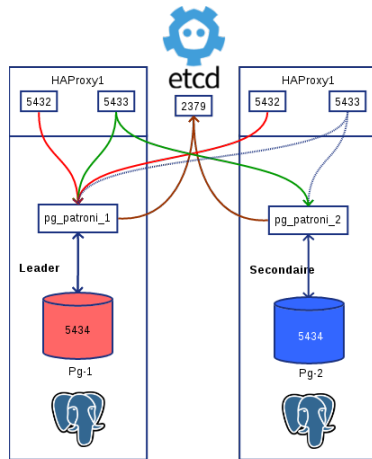 etcd
HAProxy1
HAProxy1
5432
5433
2379
5432
5433
pg_patroni_1
pg_patroni_2
Leader
Secondaire
5434
5434
Pg-1
Pg-2